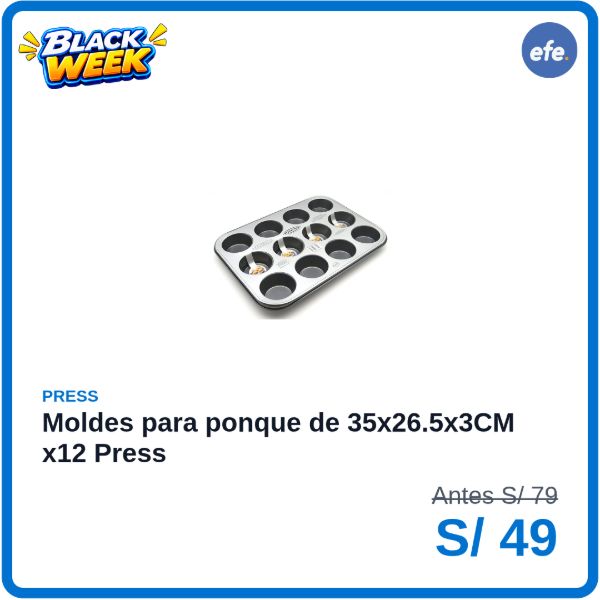 BLACK
WEEK
efe.
PRESS
Moldes para ponque de 35x26.5x3CM
x12 Press
Antes S/ 79
S/ 49